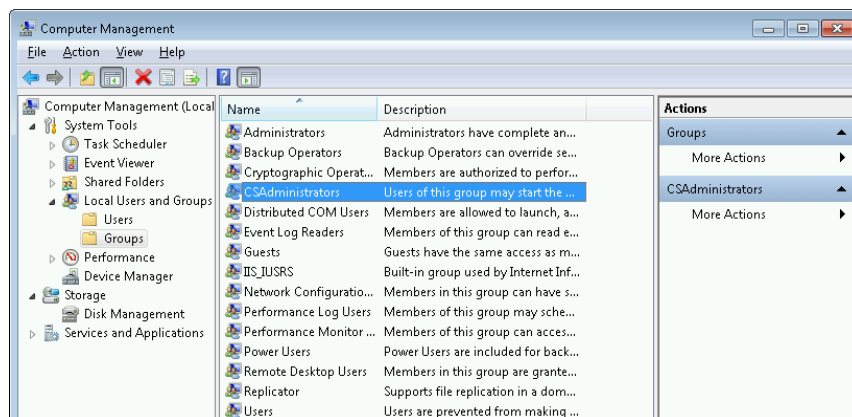 Computer Management
File Action View Help
Computer Management (Local
System Tools
Task Scheduler
Event Viewer
Shared Folders
Local Users and Groups
Users
Groups
Performance
Device Manager
Storage
Disk Management
Services and Applications
Name Description
Administrators Administrators have complete an...
Backup Operators Backup Operators can override se...
Cryptographic Operat... Members are authorized to perfor...
CSAdministrators Users of this group may start the ...
Distributed COM Users Members are allowed to launch, a...
Event Log Readers Members of this group can read e...
Guests Guests have the same access as m...
IIS_IUSRS Built-in group used by Internet Inf...
Network Configuratio... Members in this group can have s...
Performance Log Users Members of this group may sche...
Performance Monitor ... Members of this group can acces...
Power Users Power Users are included for back...
Remote Desktop Users Members in this group are grante...
Replicator Supports file replication in a dom...
Users Users are prevented from making ...
Actions
Groups
More Actions
CSAdministrators
More Actions